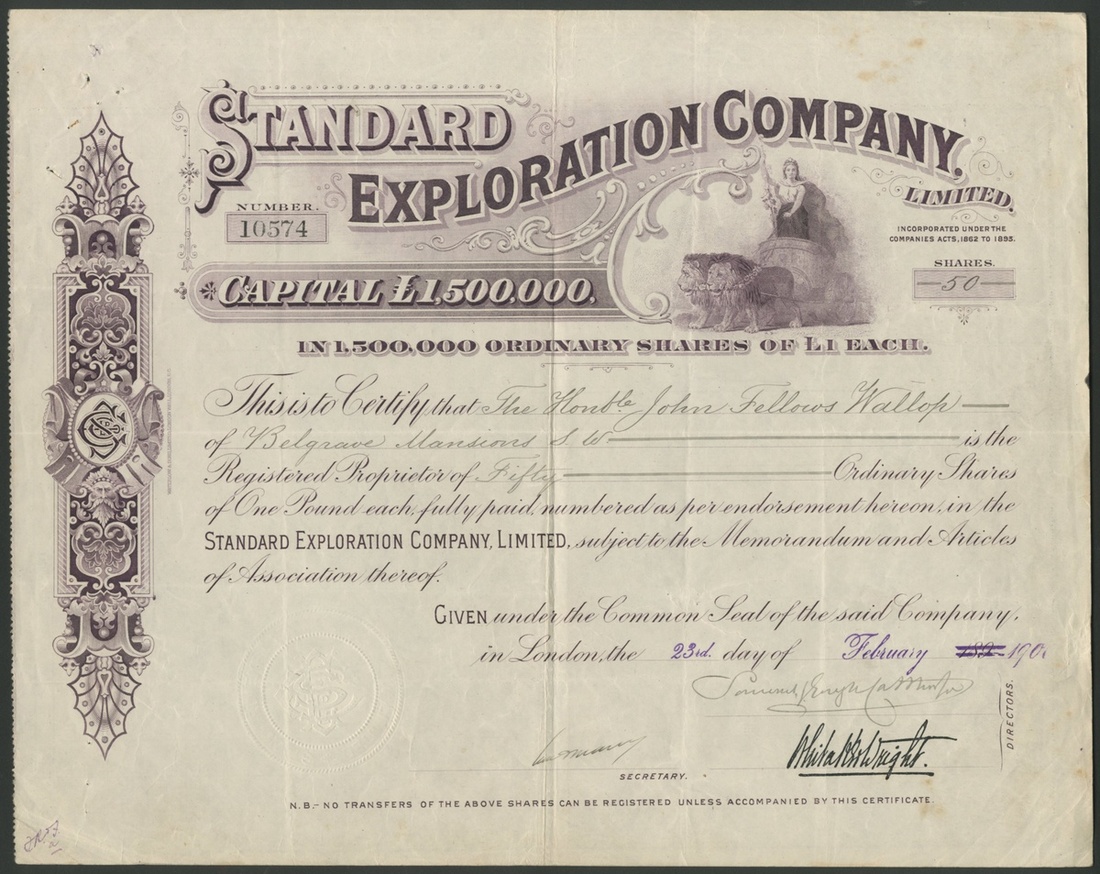 STANDARD
EXPLORATION COMPANY,
LIMITED.
NUMBER.
10574
INCORPORATED UNDER THE
COMPANIES ACTS, 1862 TO 1895.
SHARES.
50
CAPITAL £1,500,000,
IN 1,500,000 ORDINARY SHARES OF £1 EACH.
This is to Certify that The Honble John Fellows Wallop
of Belgrave Mansions S W is the
Registered Proprietor of Fifty Ordinary Shares
of One Pound each, fully paid, numbered as per endorsement hereon, in the
STANDARD EXPLORATION COMPANY, LIMITED, subject to the Memorandum and Articles
of Association thereof.
GIVEN under the Common Seal of the said Company,
in London, the 23rd. day of February 189 190
Whitaker Wright.
DIRECTORS.
SECRETARY.
N.B.- NO TRANSFERS OF THE ABOVE SHARES CAN BE REGISTERED UNLESS ACCOMPANIED BY THIS CERTIFICATE.